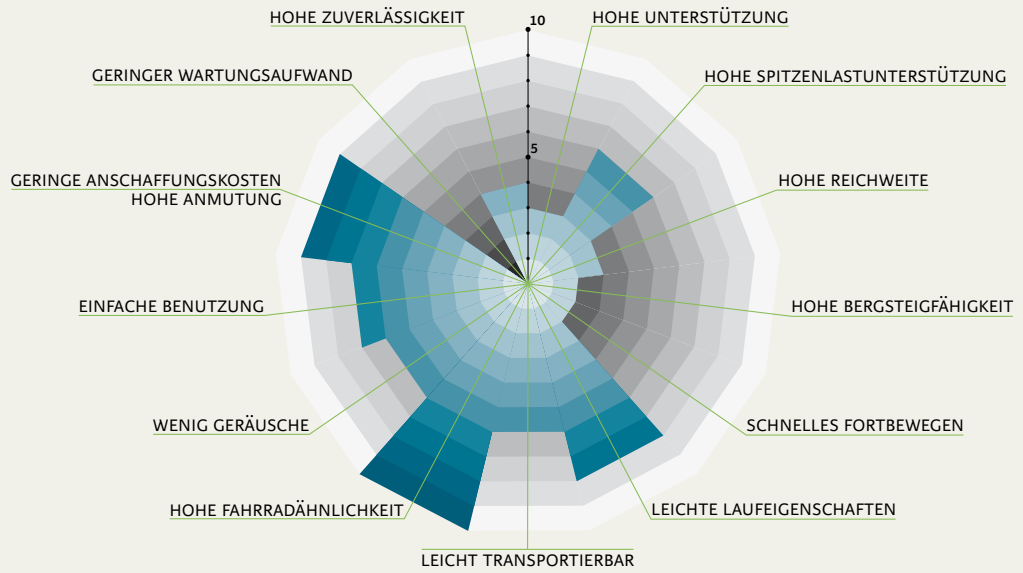 HOHE ZUVERLÄSSIGKEIT
10
HOHE UNTERSTÜTZUNG
GERINGER WARTUNGSAUFWAND
HOHE SPITZENLASTUNTERSTÜTZUNG
5
GERINGE ANSCHAFFUNGSKOSTEN
HOHE ANMUTUNG
HOHE REICHWEITE
EINFACHE BENUTZUNG
HOHE BERGSTEIGFÄHIGKEIT
WENIG GERÄUSCHE
SCHNELLES FORTBEWEGEN
HOHE FAHRRADÄHNLICHKEIT
LEICHTE LAUFEIGENSCHAFTEN
LEICHT TRANSPORTIERBAR